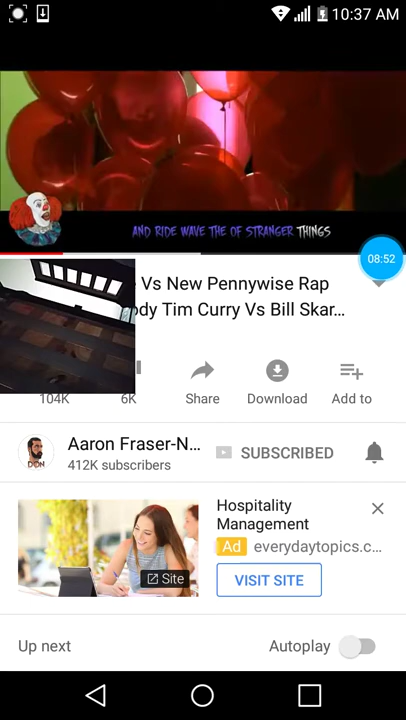 10:37 AM
AND RIDE WAVE THE OF STRANGER THINGS
08:52
Vs New Pennywise Rap
Tim Curry Vs Bill Skar...
104K
6K
Share
Download
Add to
DON
Aaron Fraser-N...
412K subscribers
SUBSCRIBED
Hospitality
Management
Ad everydaytopics.c...
Site
VISIT SITE
Up next
Autoplay